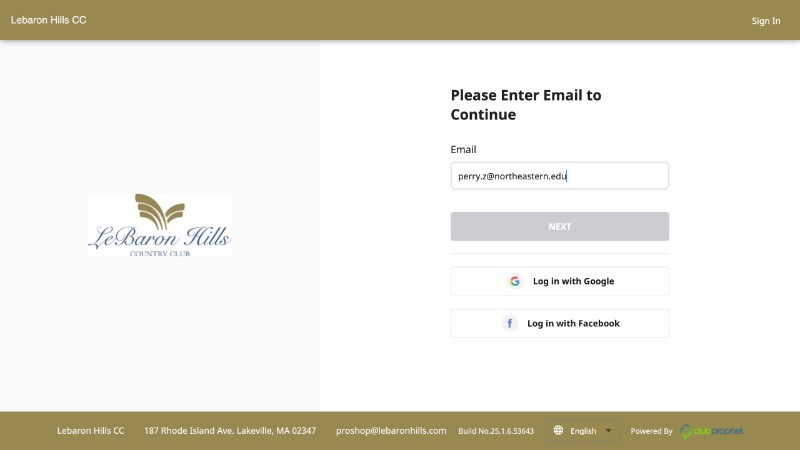 Lebaron Hills CC
Sign In
Please Enter Email to
Continue
Email
perry.z@northeastern.edu
NEXT
Log in with Google
Log in with Facebook
LeBaron Hills
COUNTRY CLUB
Lebaron Hills CC 187 Rhode Island Ave. Lakeville, MA 02347 proshop@lebaronhills.com Build No.25.1.6.53643 English Powered By clubprophet